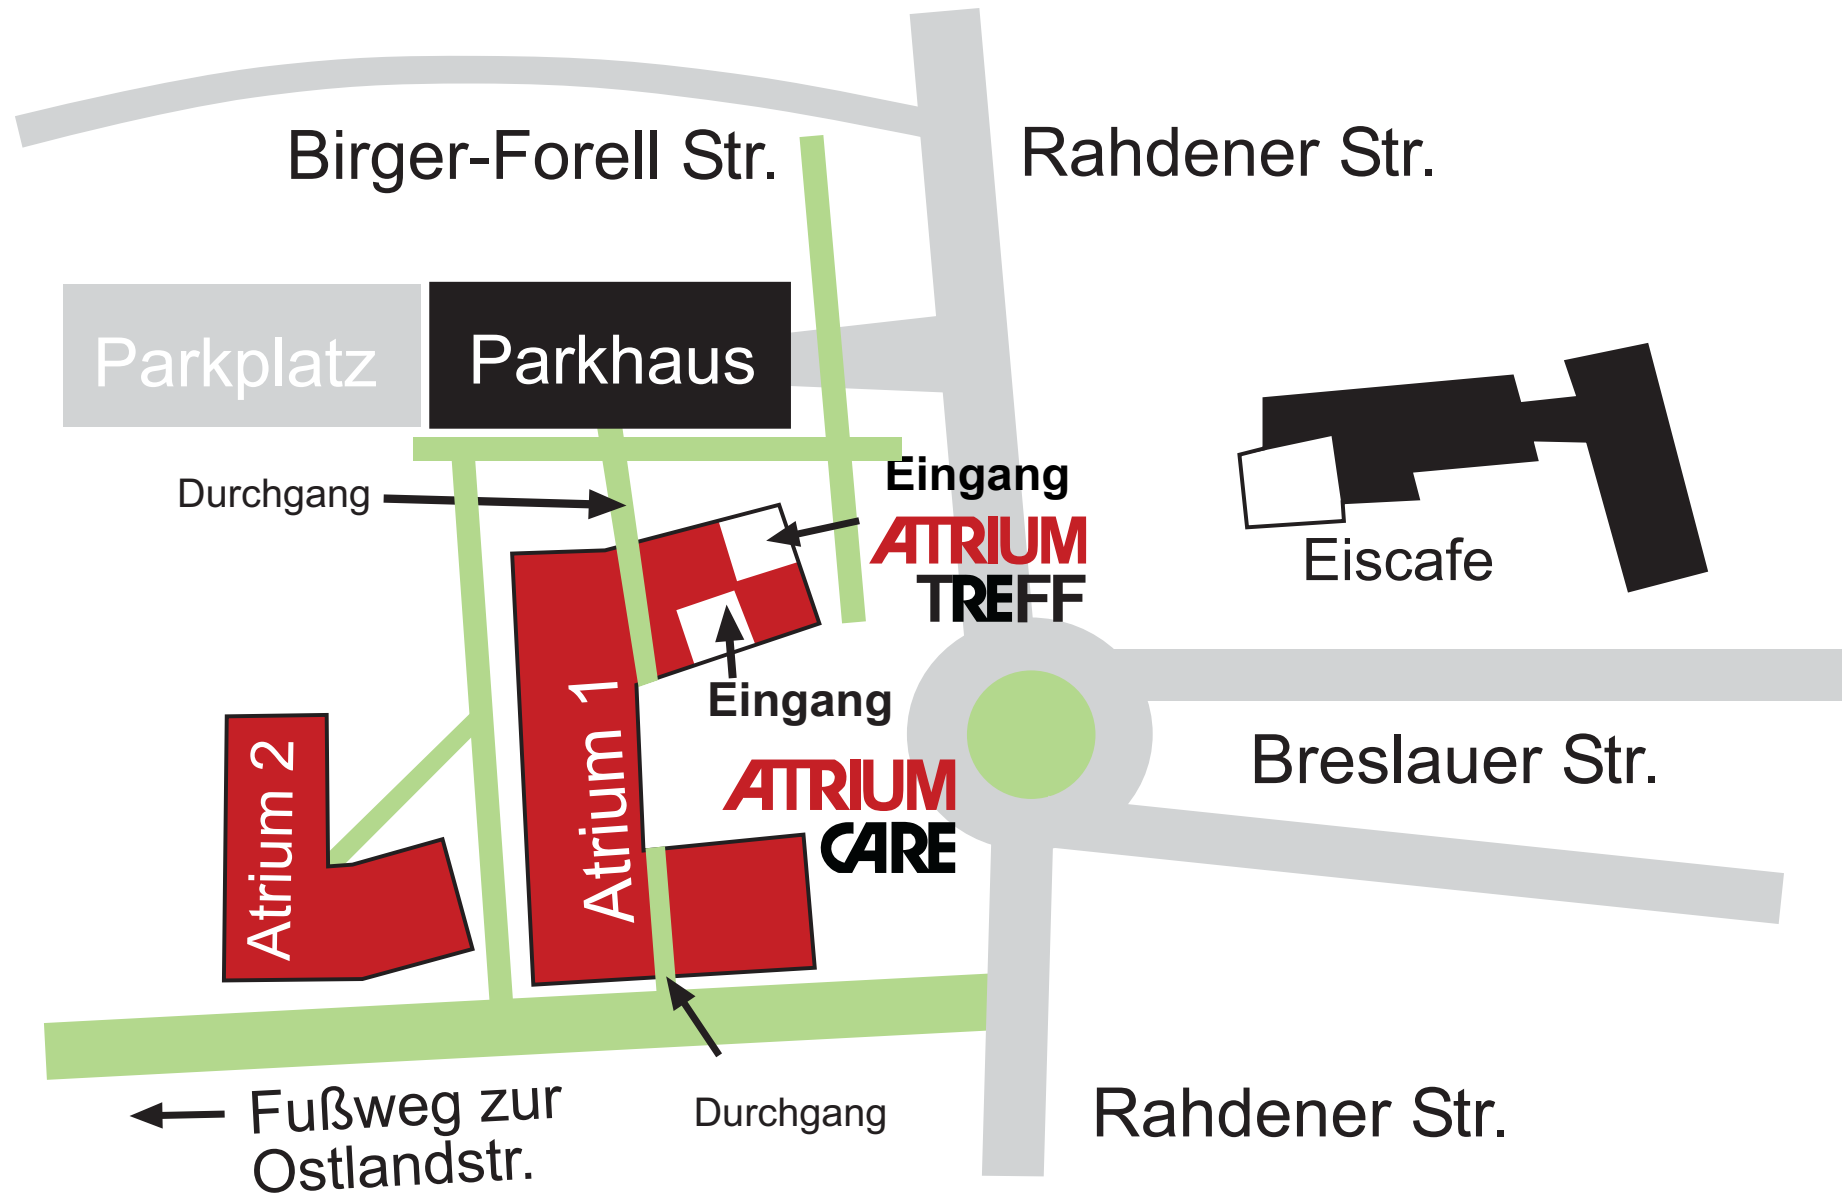 Birger-Forell Str.
Rahdener Str.
Parkplatz
Parkhaus
Durchgang
Eingang
ATRIUM
TREFF
Eiscafe
Eingang
ATRIUM
CARE
Atrium 1
Atrium 2
Breslauer Str.
Fußweg zur
Ostlandstr.
Durchgang
Rahdener Str.